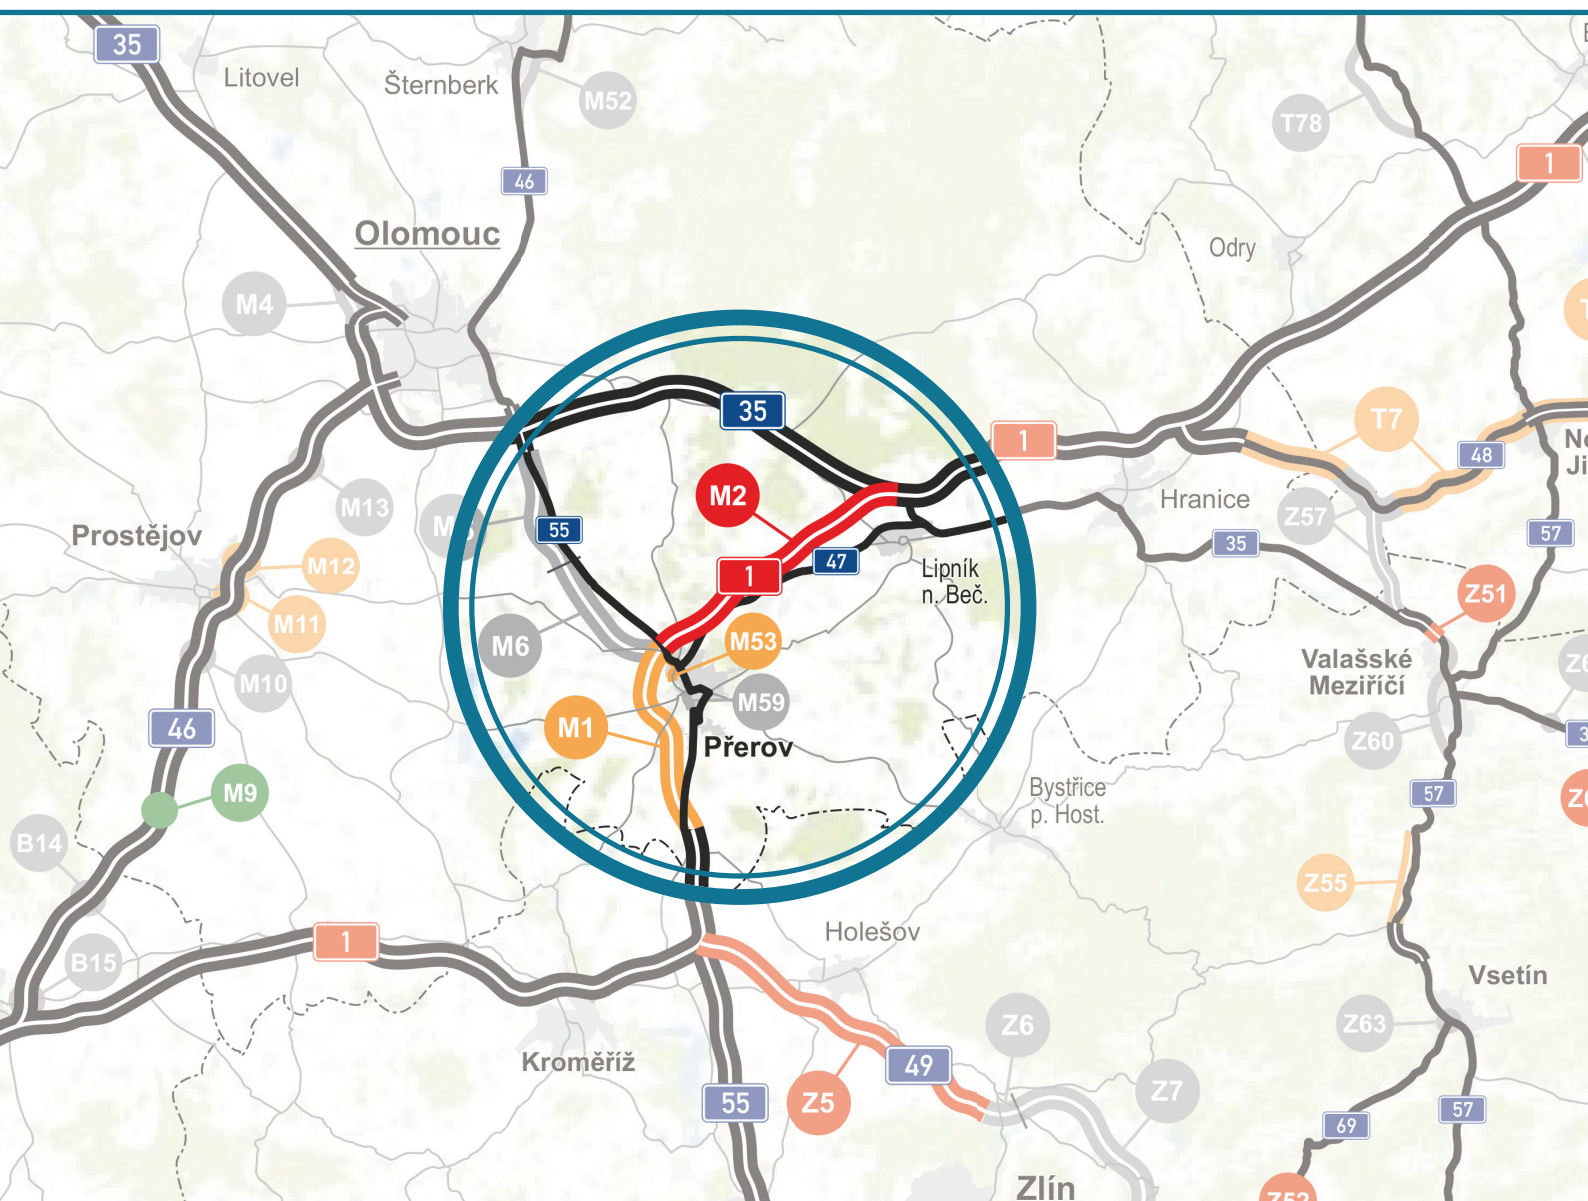 35
Litovel
Šternberk
M52
T78
1
46
Olomouc
Odry
M4
35
T7
1
48
M2
Hranice
M13
Z57
Prostějov
55
57
35
47
M12
1
Lipník
n. Beč.
Z51
M11
M53
M6
Valašské
Meziříčí
M10
M59
M1
46
Z60
Přerov
M9
Bystřice
p. Host.
57
B14
Z55
Holešov
1
B15
Vsetín
Z6
Z63
Kroměříž
49
Z7
55
Z5
57
69
Zlín
Z52